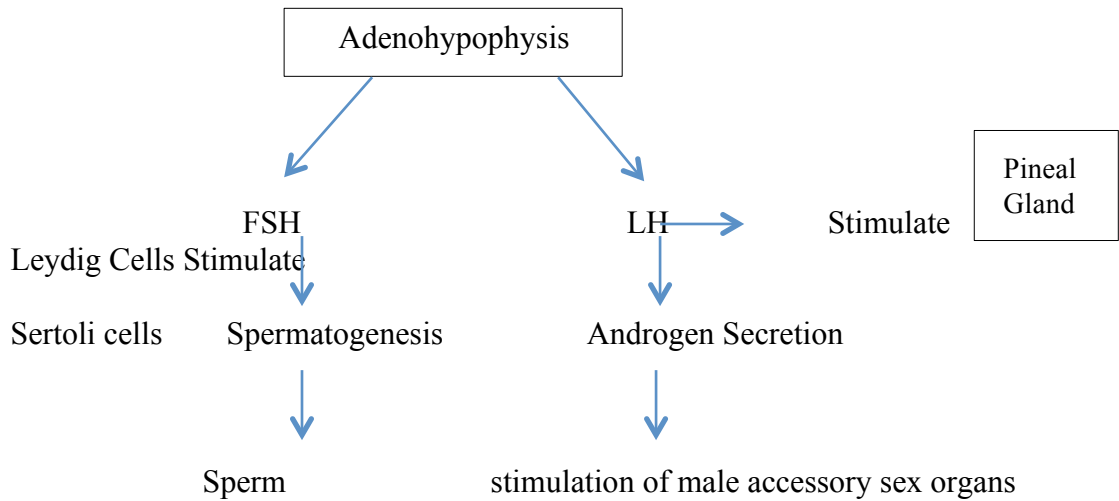 Adenohypophysis
Pineal
Gland
FSH LH Stimulate
Leydig Cells Stimulate
Sertoli cells Spermatogenesis Androgen Secretion
Sperm stimulation of male accessory sex organs